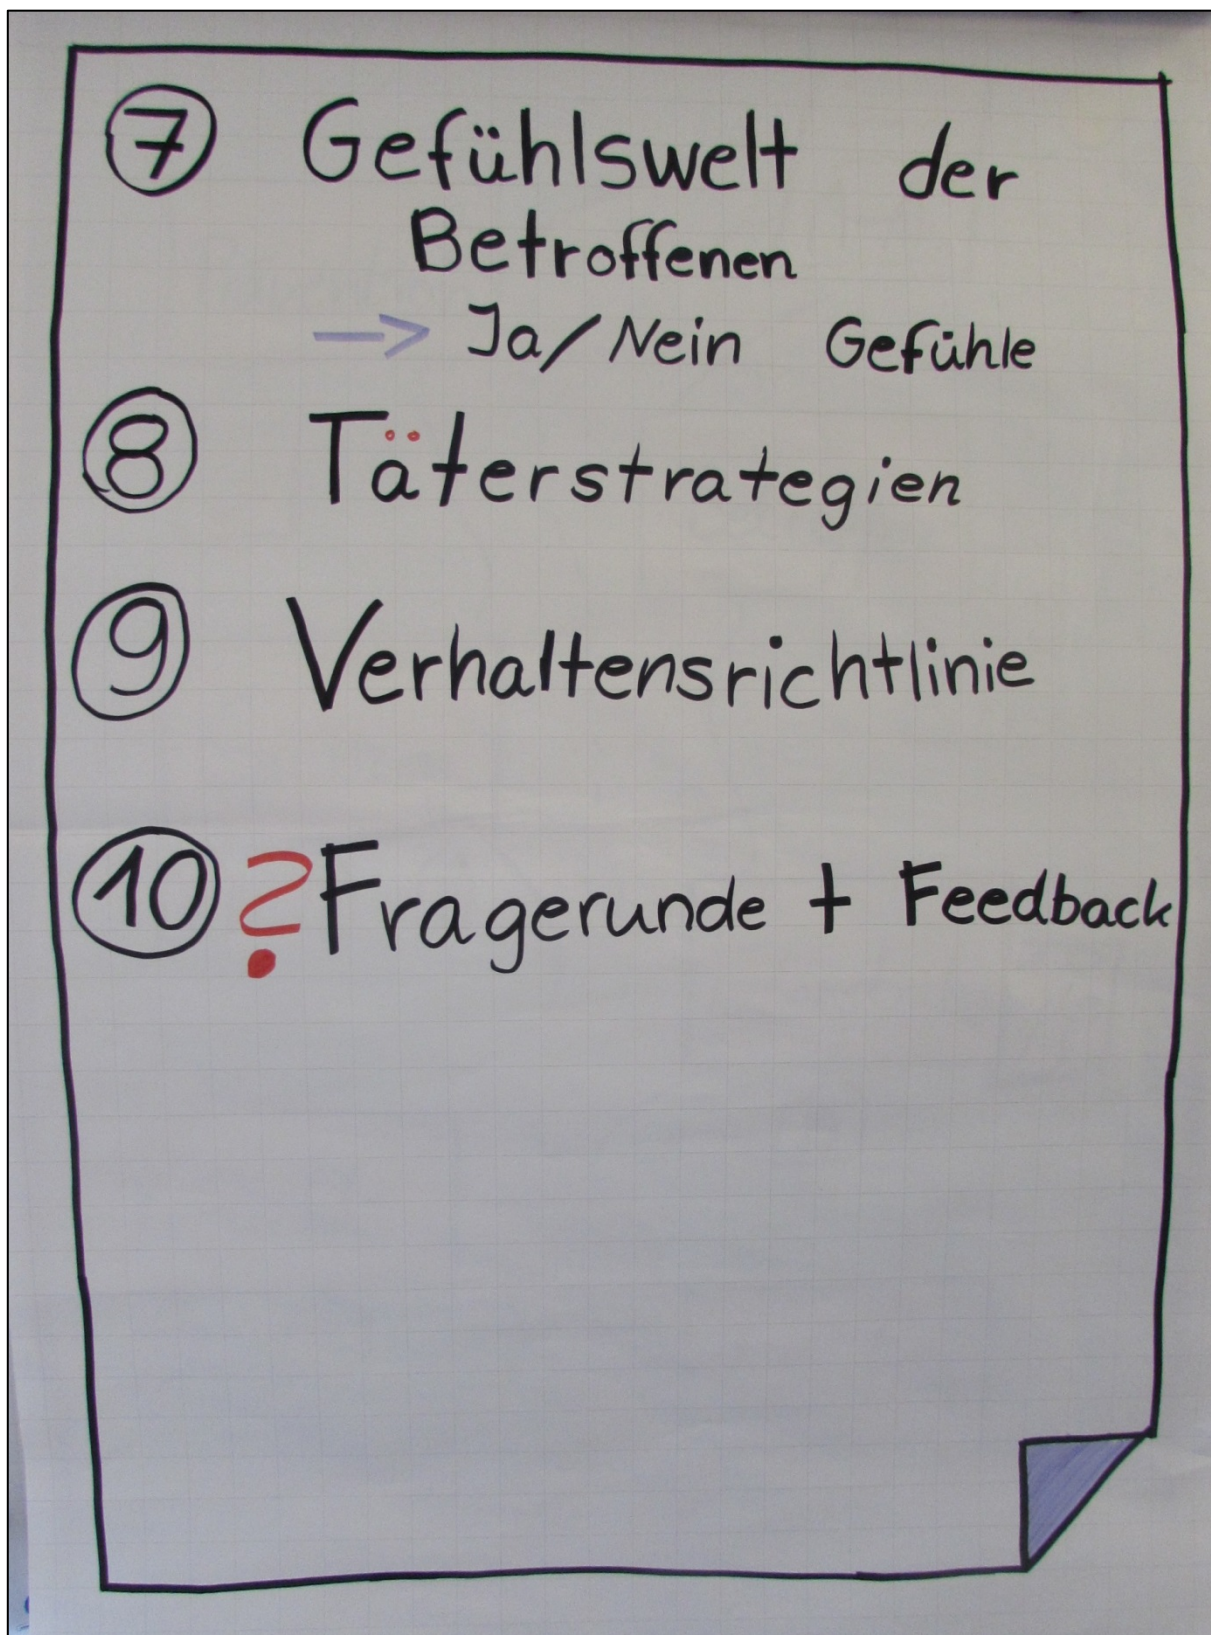 7 Gefühlswelt der
Betroffenen
→ Ja/Nein Gefühle
8 Täterstrategien
9 Verhaltensrichtlinie
10 ? Fragerunde + Feedback